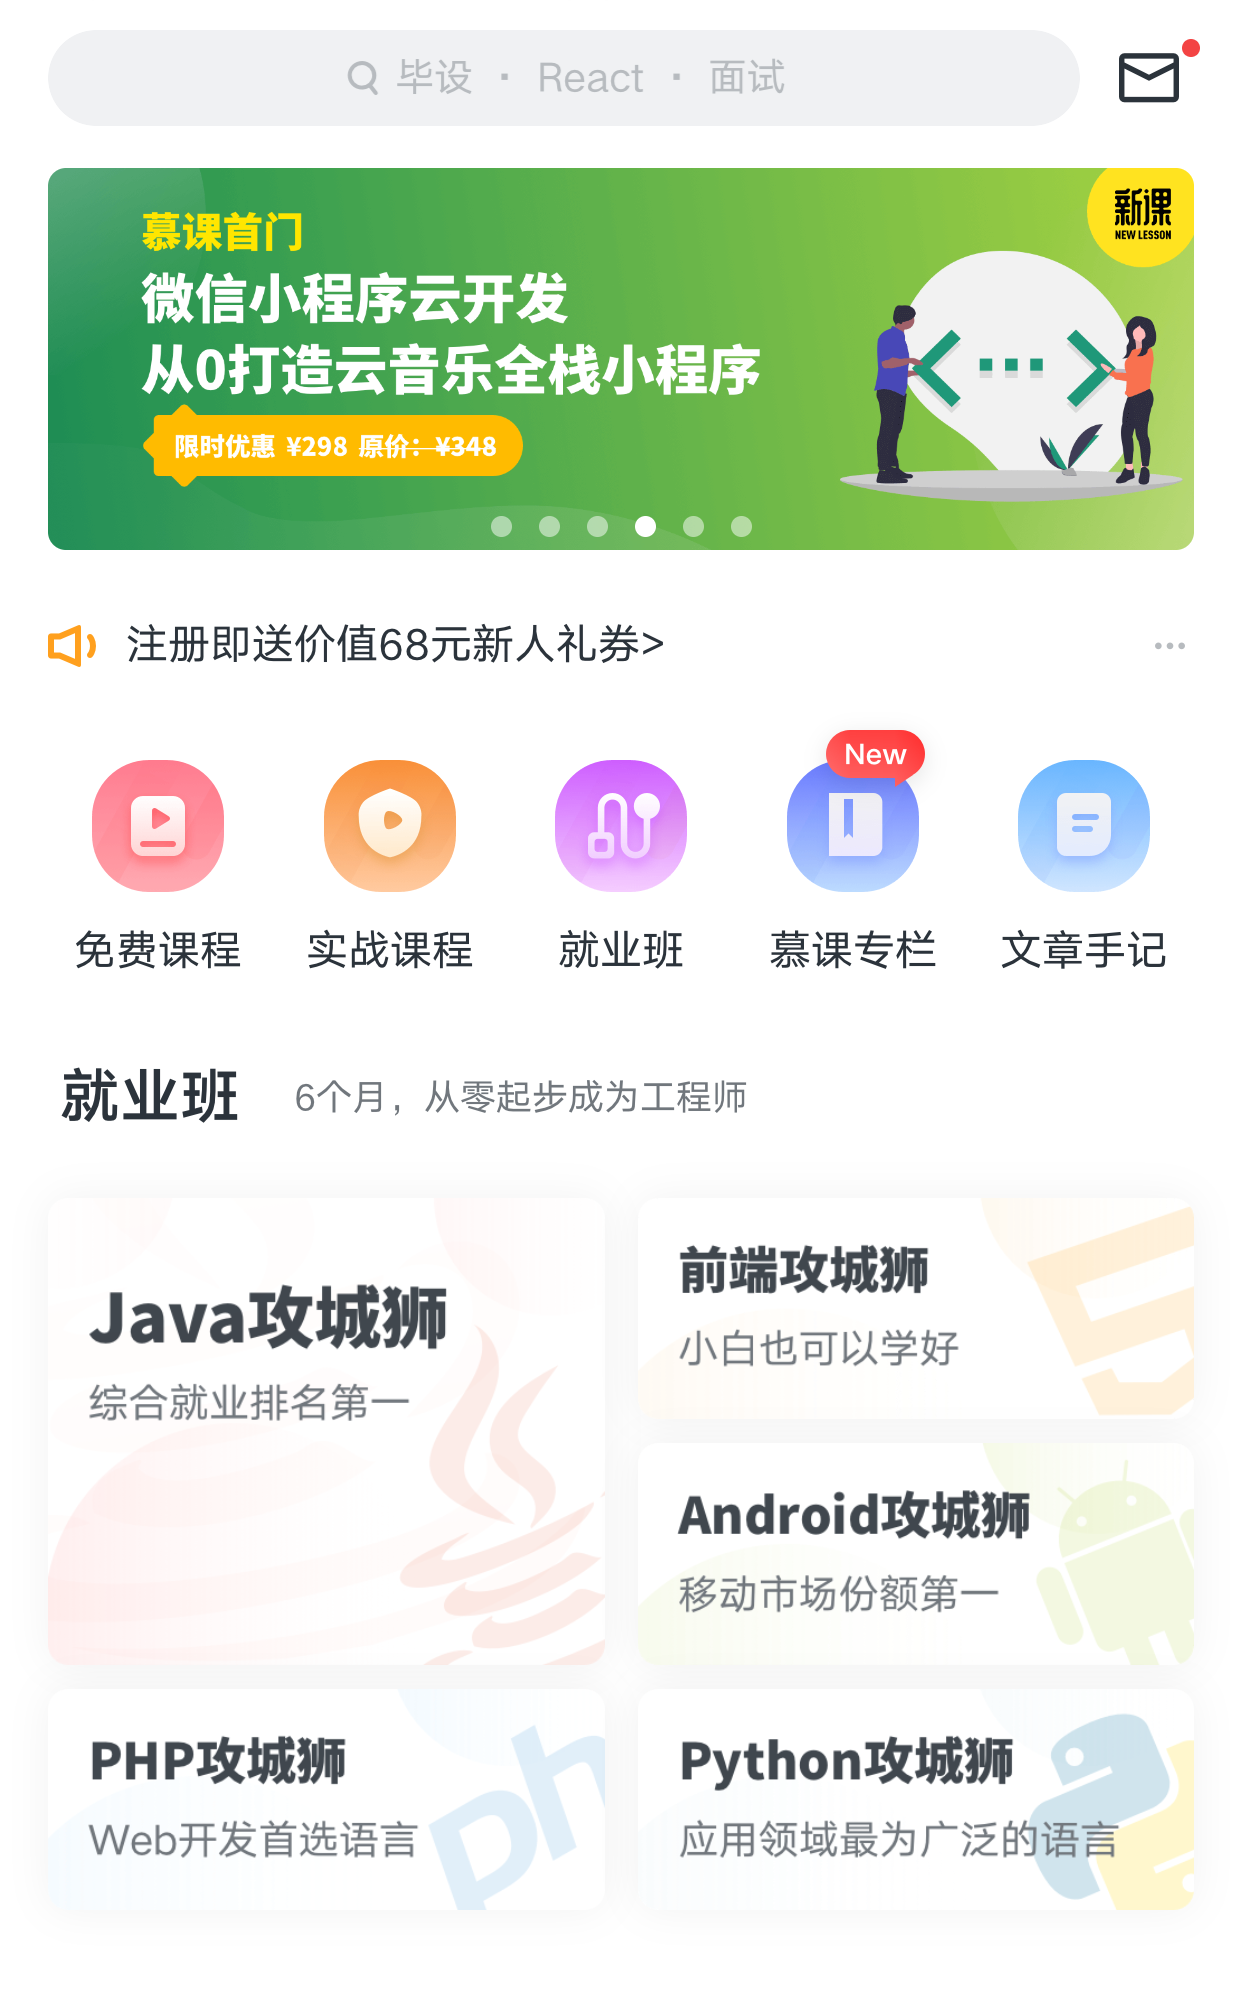 毕设 · React · 面试
新课
NEW LESSON
慕课首门
微信小程序云开发
从0打造云音乐全栈小程序
限时优惠 ¥298 原价：¥348
注册即送价值68元新人礼券>
New
免费课程
实战课程
就业班
慕课专栏
文章手记
就业班
6个月，从零起步成为工程师
Java攻城狮
综合就业排名第一
前端攻城狮
小白也可以学好
Android攻城狮
移动市场份额第一
PHP攻城狮
Web开发首选语言
php
Python攻城狮
应用领域最为广泛的语言